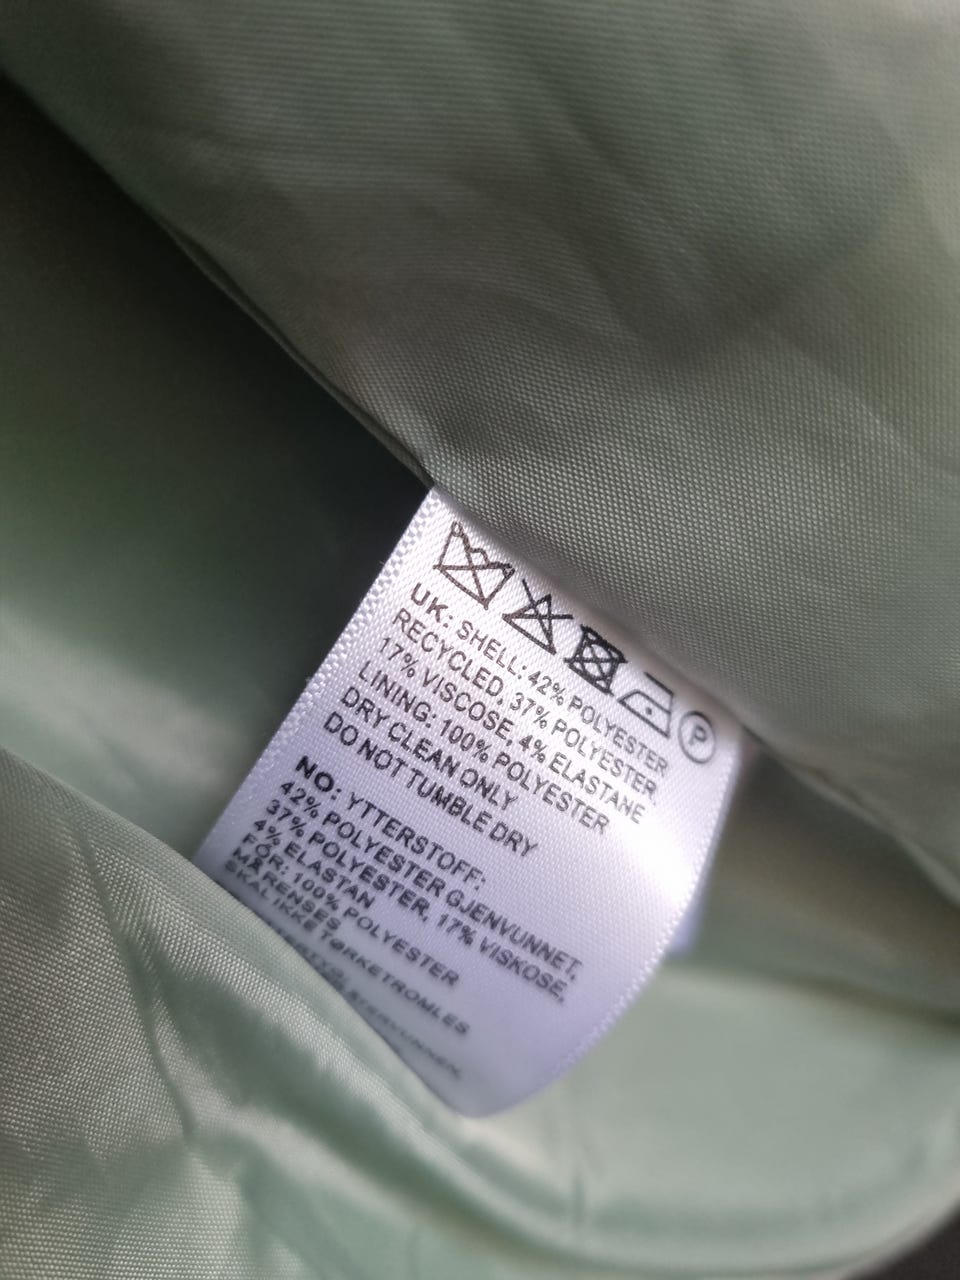 P
UK: SHELL: 42% POLYESTER
RECYCLED, 37% POLYESTER,
17% VISCOSE, 4% ELASTANE
LINING: 100% POLYESTER
DRY CLEAN ONLY
DO NOT TUMBLE DRY
NO: YTTERSTOFF:
42% POLYESTER GJENVUNNET,
37% POLYESTER, 17% VISKOSE,
4% ELASTAN
FÔR: 100% POLYESTER
MÅ RENSES
SKAL IKKE TØRKETROMLES